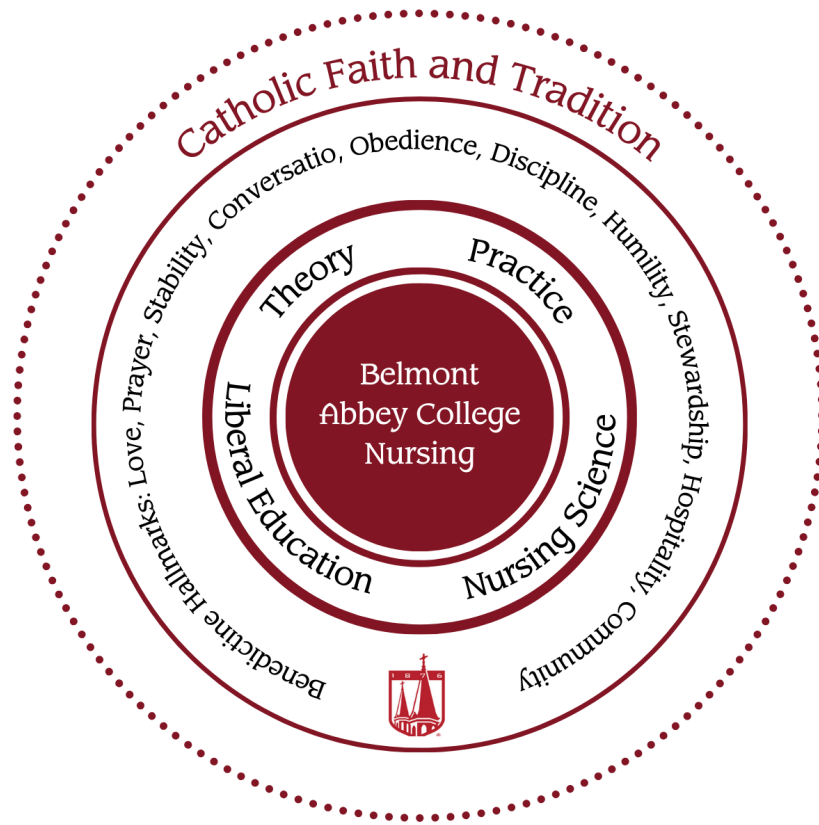 Catholic Faith and Tradition
Benedictine Hallmarks: Love, Prayer, Stability, Conversatio, Obedience, Discipline, Humility, Stewardship, Hospitality, Community
Theory
Practice
Liberal Education
Nursing Science
Belmont
Abbey College
Nursing
1876